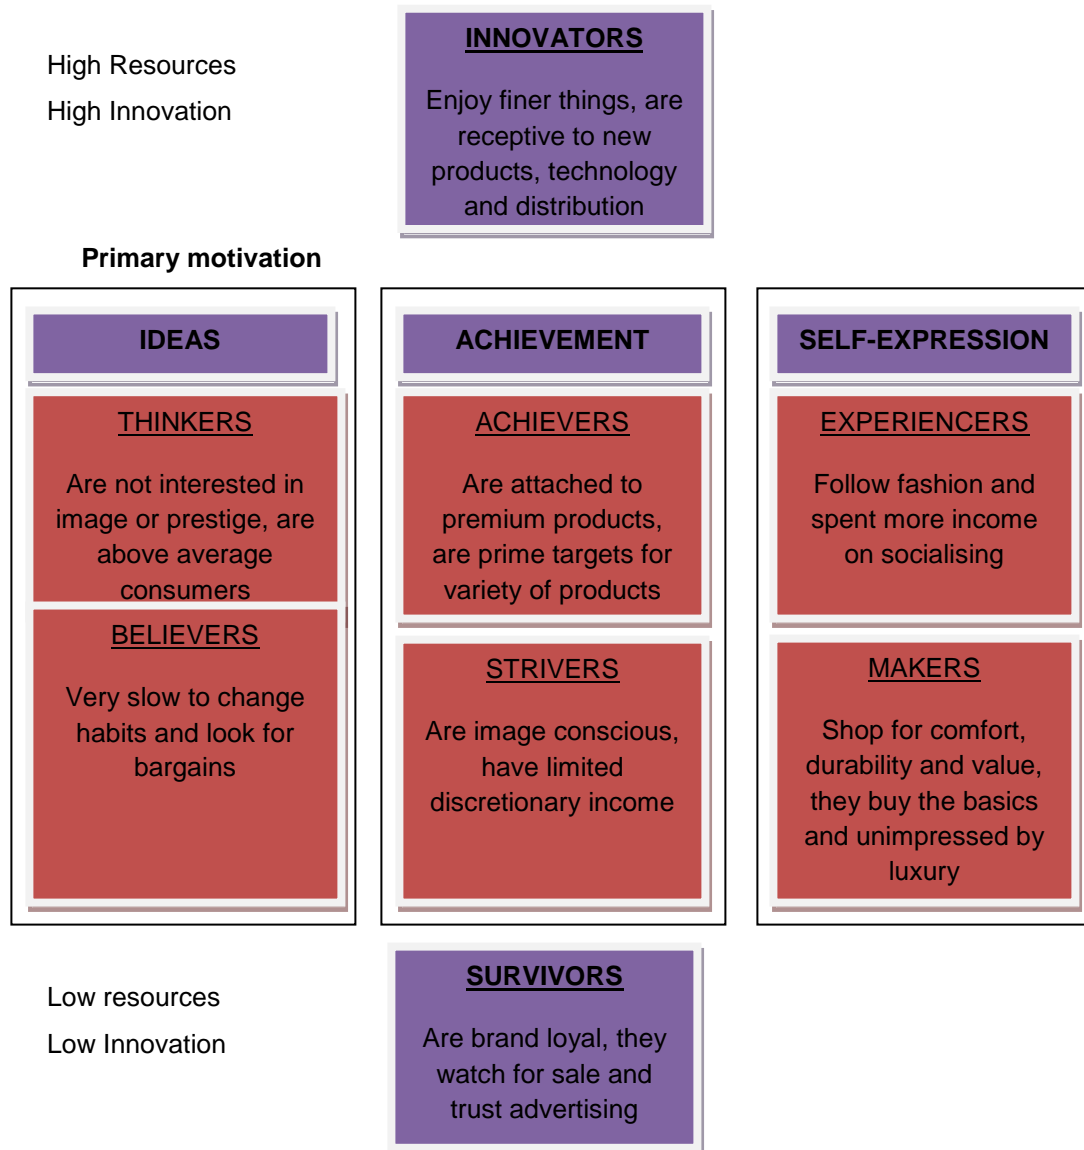 High Resources
High Innovation
INNOVATORS
Enjoy finer things, are
receptive to new
products, technology
and distribution
Primary motivation
IDEAS
THINKERS
Are not interested in
image or prestige, are
above average
consumers
BELIEVERS
Very slow to change
habits and look for
bargains
ACHIEVEMENT
ACHIEVERS
Are attached to
premium products,
are prime targets for
variety of products
STRIVERS
Are image conscious,
have limited
discretionary income
SELF-EXPRESSION
EXPERIENCERS
Follow fashion and
spent more income
on socialising
MAKERS
Shop for comfort,
durability and value,
they buy the basics
and unimpressed by
luxury
Low resources
Low Innovation
SURVIVORS
Are brand loyal, they
watch for sale and
trust advertising